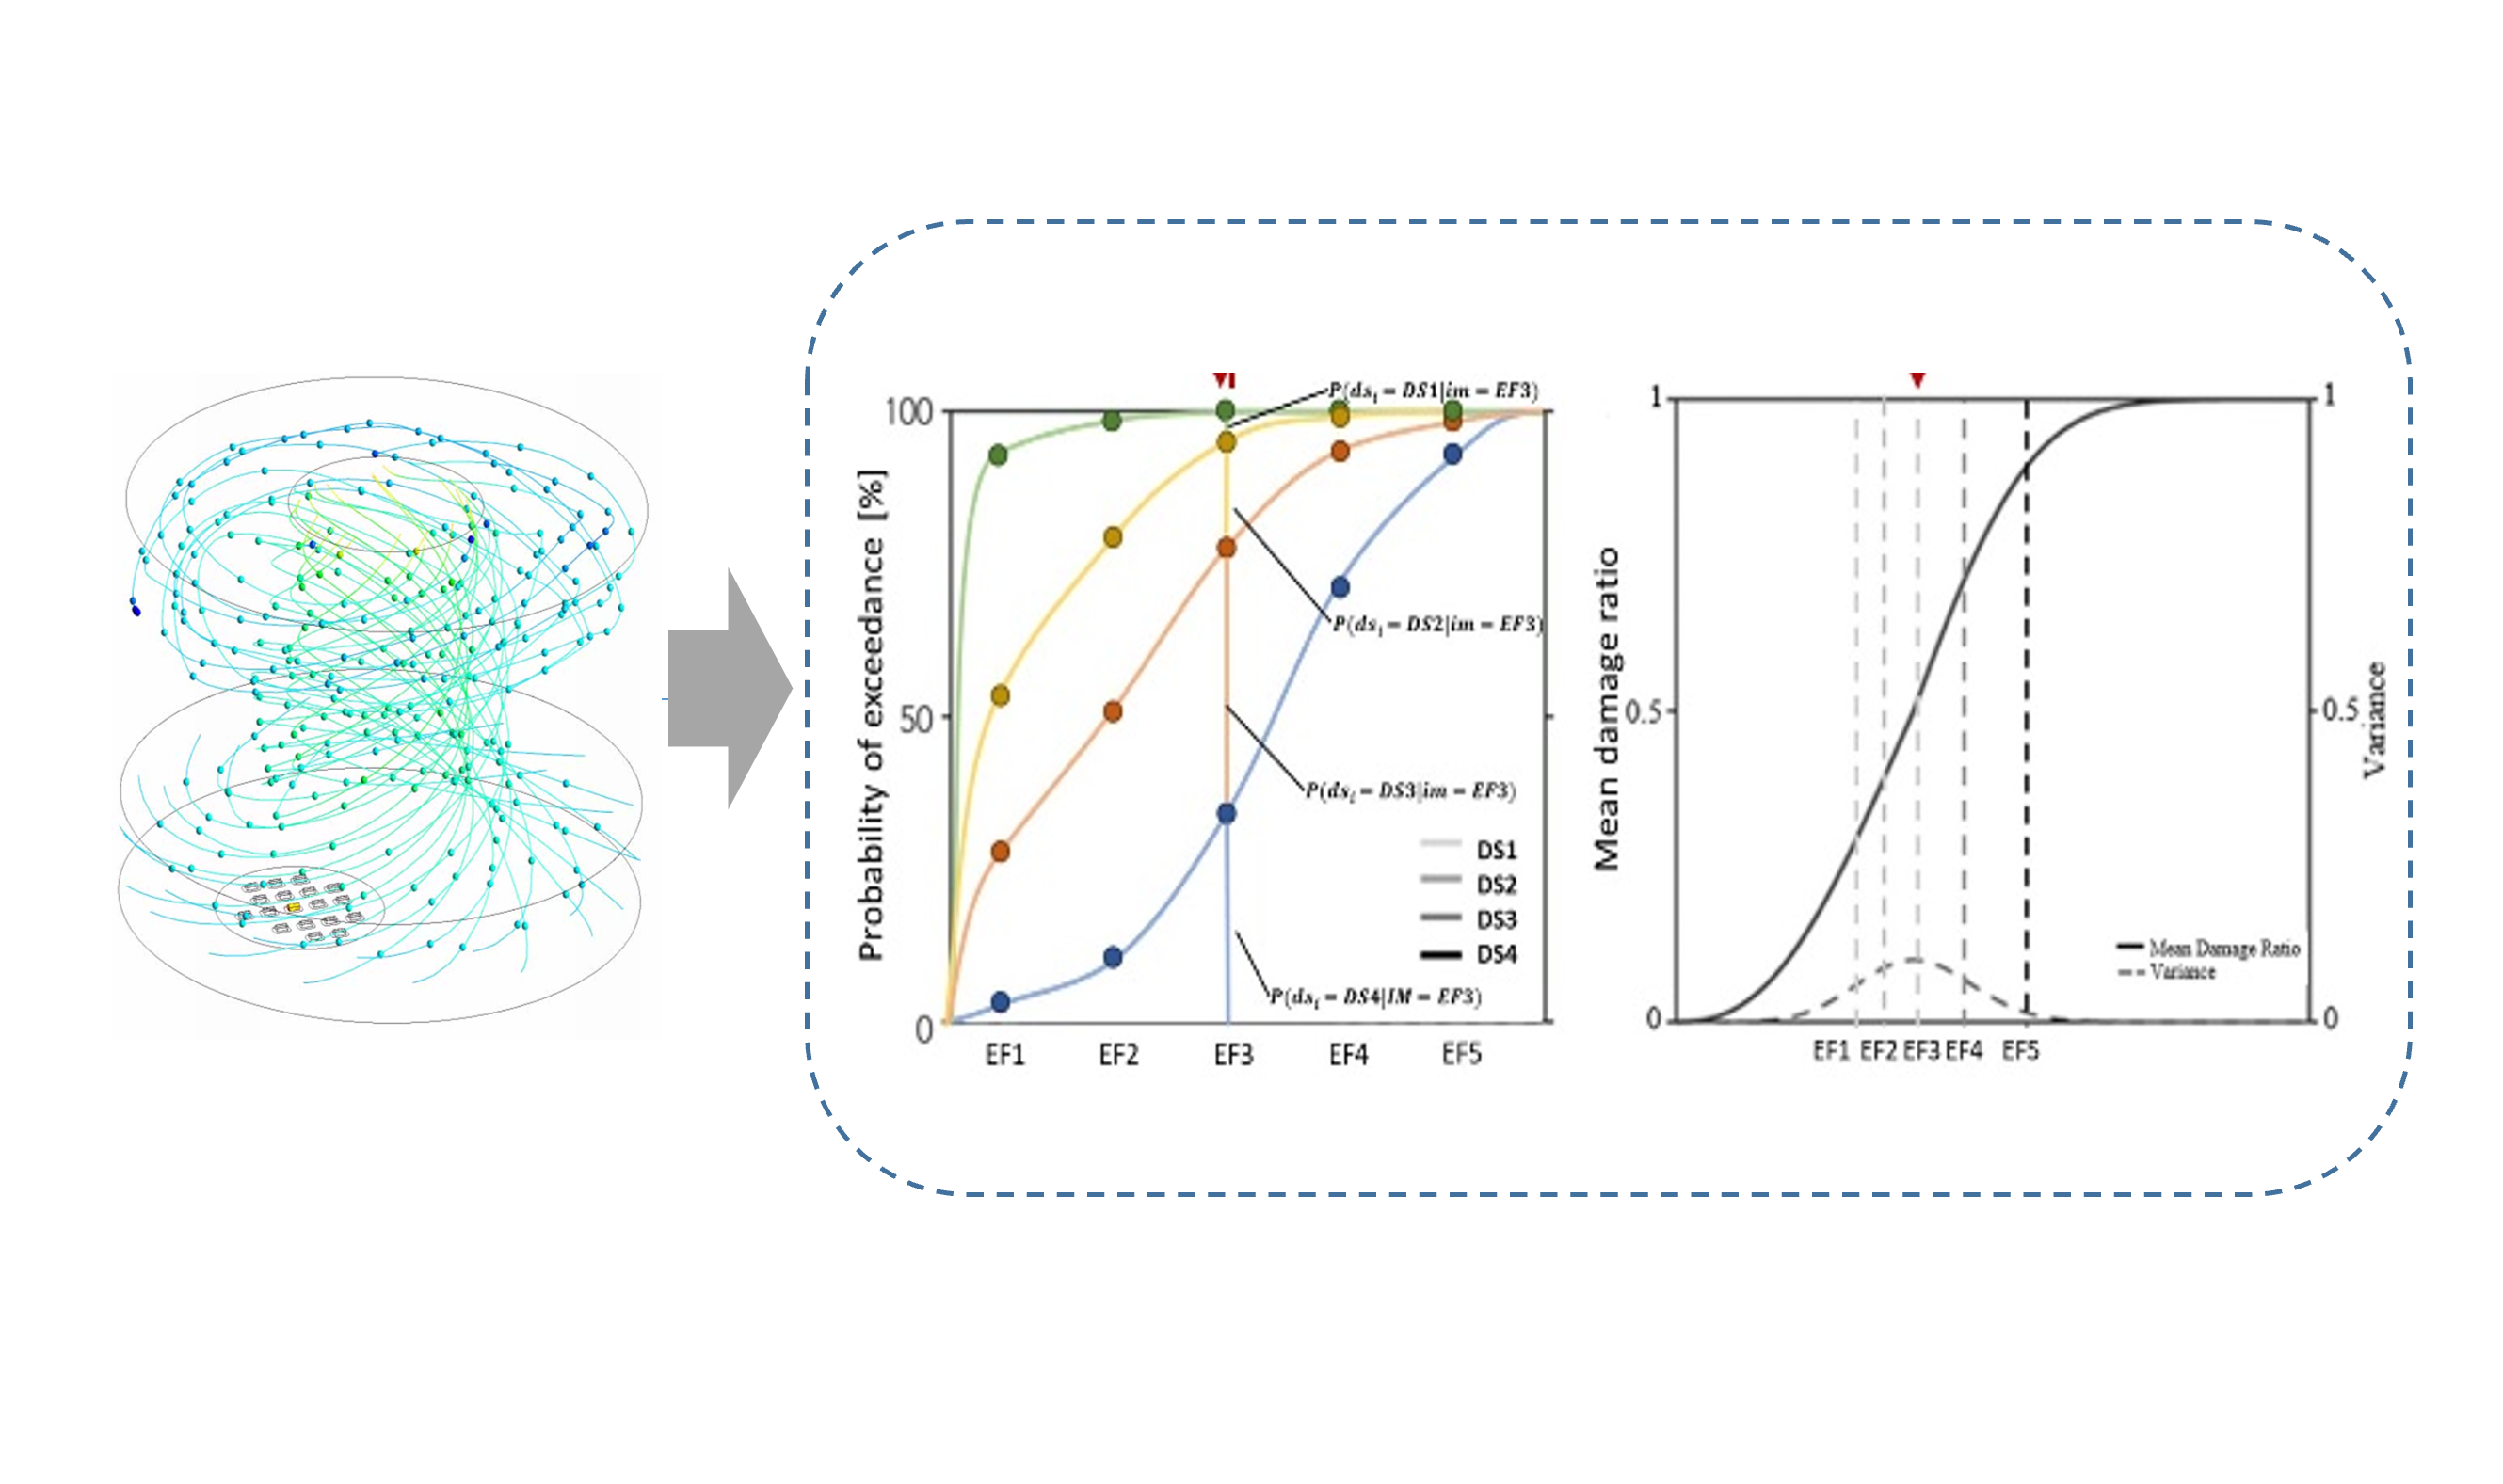 Probability of exceedance [%]
100
50
0
EF1 EF2 EF3 EF4 EF5
P(ds_i = DS1|im = EF3)
P(ds_i = DS2|im = EF3)
P(ds_i = DS3|im = EF3)
P(ds_i = DS4|IM = EF3)
DS1
DS2
DS3
DS4
Mean damage ratio
1
0.5
0
EF1 EF2 EF3 EF4 EF5
Mean Damage Ratio
Variance
1
0.5
0
Variance